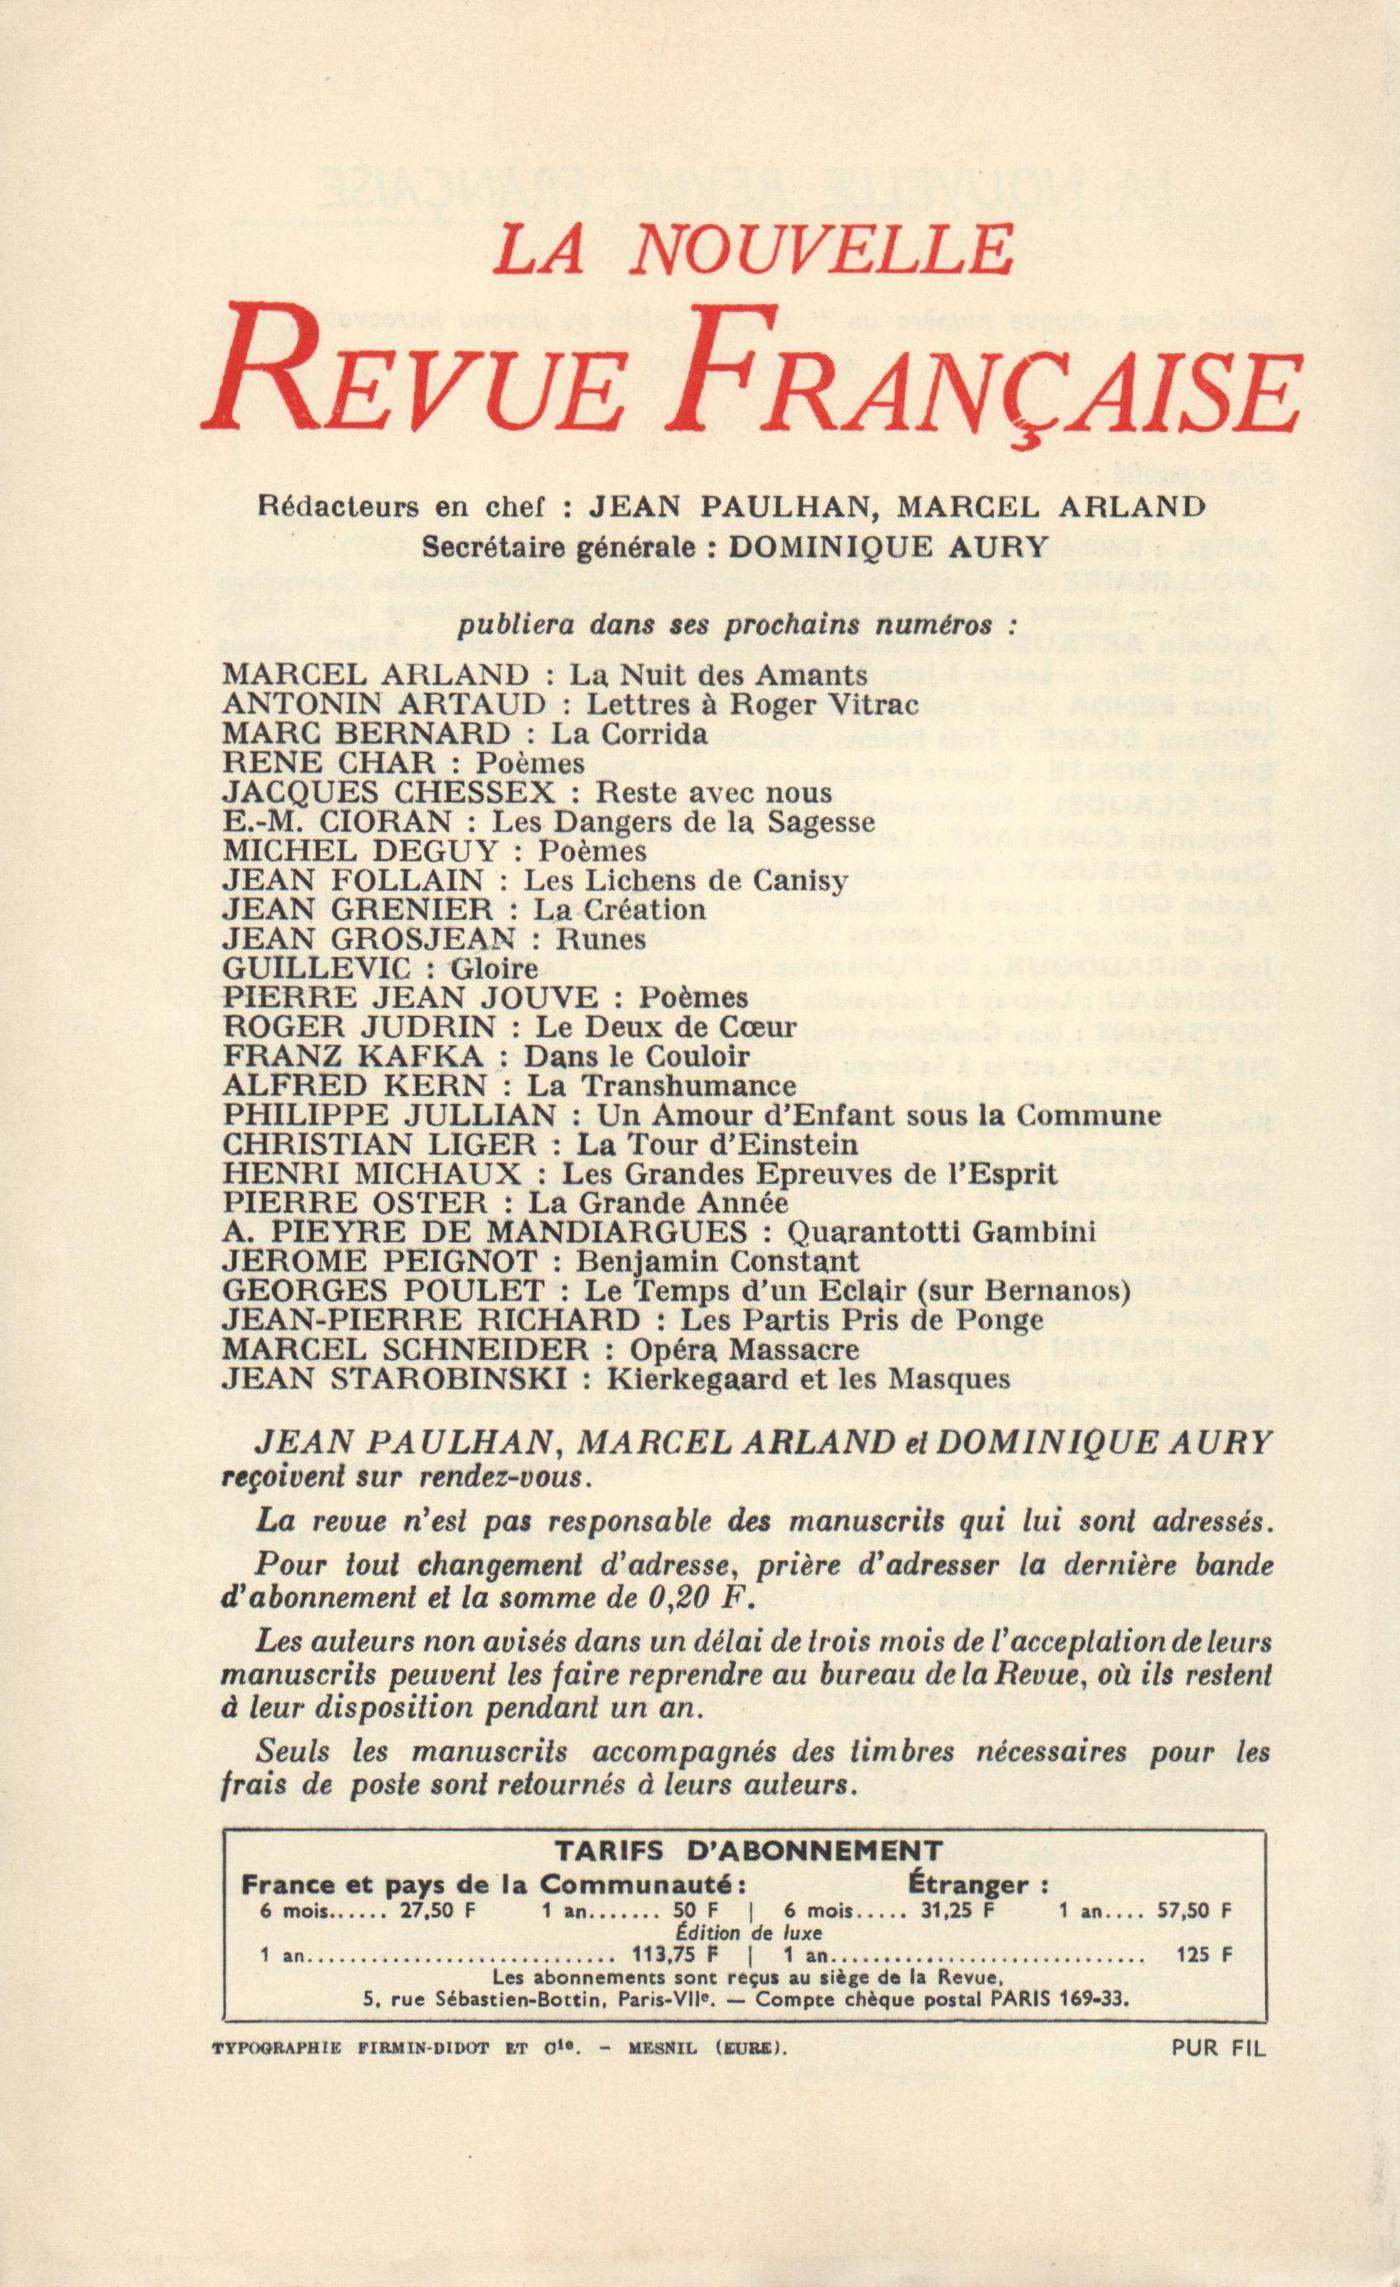 LA NOUVELLE
REVUE FRANÇAISE
Rédacteurs en chef : JEAN PAULHAN, MARCEL ARLAND
Secrétaire générale : DOMINIQUE AURY
publiera dans ses prochains numéros :
MARCEL ARLAND : La Nuit des Amants
ANTONIN ARTAUD : Lettres à Roger Vitrac
MARC BERNARD : La Corrida
RENE CHAR : Poèmes
JACQUES CHESSEX : Reste avec nous
E.-M. CIORAN : Les Dangers de la Sagesse
MICHEL DEGUY : Poèmes
JEAN FOLLAIN : Les Lichens de Canisy
JEAN GRENIER : La Création
JEAN GROSJEAN : Runes
GUILLEVIC : Gloire
PIERRE JEAN JOUVE : Poèmes
ROGER JUDRIN : Le Deux de Cœur
FRANZ KAFKA : Dans le Couloir
ALFRED KERN : La Transhumance
PHILIPPE JULLIAN : Un Amour d'Enfant sous la Commune
CHRISTIAN LIGER : La Tour d'Einstein
HENRI MICHAUX : Les Grandes Epreuves de l'Esprit
PIERRE OSTER : La Grande Année
A. PIEYRE DE MANDIARGUES : Quarantotti Gambini
JEROME PEIGNOT : Benjamin Constant
GEORGES POULET : Le Temps d'un Eclair (sur Bernanos)
JEAN-PIERRE RICHARD : Les Partis Pris de Ponge
MARCEL SCHNEIDER : Opéra Massacre
JEAN STAROBINSKI : Kierkegaard et les Masques
JEAN PAULHAN, MARCEL ARLAND et DOMINIQUE AURY
reçoivent sur rendez-vous.
La revue n'est pas responsable des manuscrits qui lui sont adressés.
Pour tout changement d'adresse, prière d'adresser la dernière bande
d'abonnement et la somme de 0,20 F.
Les auteurs non avisés dans un délai de trois mois de l'acceptation de leurs
manuscrits peuvent les faire reprendre au bureau de la Revue, où ils restent
à leur disposition pendant un an.
Seuls les manuscrits accompagnés des timbres nécessaires pour les
frais de poste sont retournés à leurs auteurs.
TARIFS D'ABONNEMENT
France et pays de la Communauté : Étranger :
6 mois...... 27,50 F 1 an....... 50 F | 6 mois..... 31,25 F 1 an.... 57,50 F
Édition de luxe
1 an............................ 113,75 F | 1 an............................ 125 F
Les abonnements sont reçus au siège de la Revue,
5, rue Sébastien-Bottin, Paris-VIIe. — Compte chèque postal PARIS 169-33.
TYPOGRAPHIE FIRMIN-DIDOT ET Cie. - MESNIL (EURE). PUR FIL